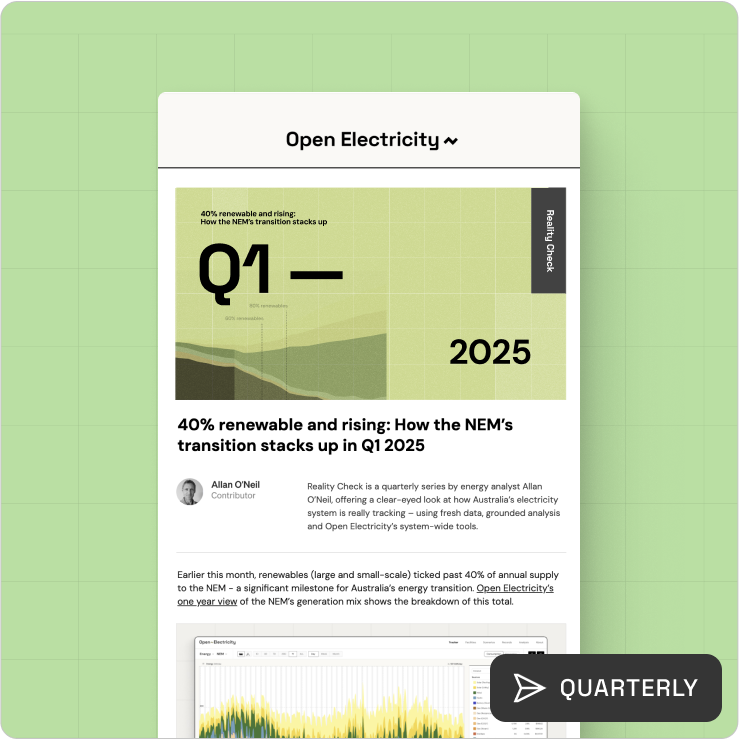 Open Electricity
40% renewable and rising:
How the NEM's transition stacks up
Q1 —
Reality Check
2025
40% renewable and rising: How the NEM's
transition stacks up in Q1 2025
Allan O'Neil
Contributor
Reality Check is a quarterly series by energy analyst Allan
O'Neil, offering a clear-eyed look at how Australia's electricity
system is really tracking – using fresh data, grounded analysis
and Open Electricity's system-wide tools.
Earlier this month, renewables (large and small-scale) ticked past 40% of annual supply
to the NEM – a significant milestone for Australia's energy transition. Open Electricity's
one year view of the NEM's generation mix shows the breakdown of this total.
Open Electricity
Energy
NEM
QUARTERLY